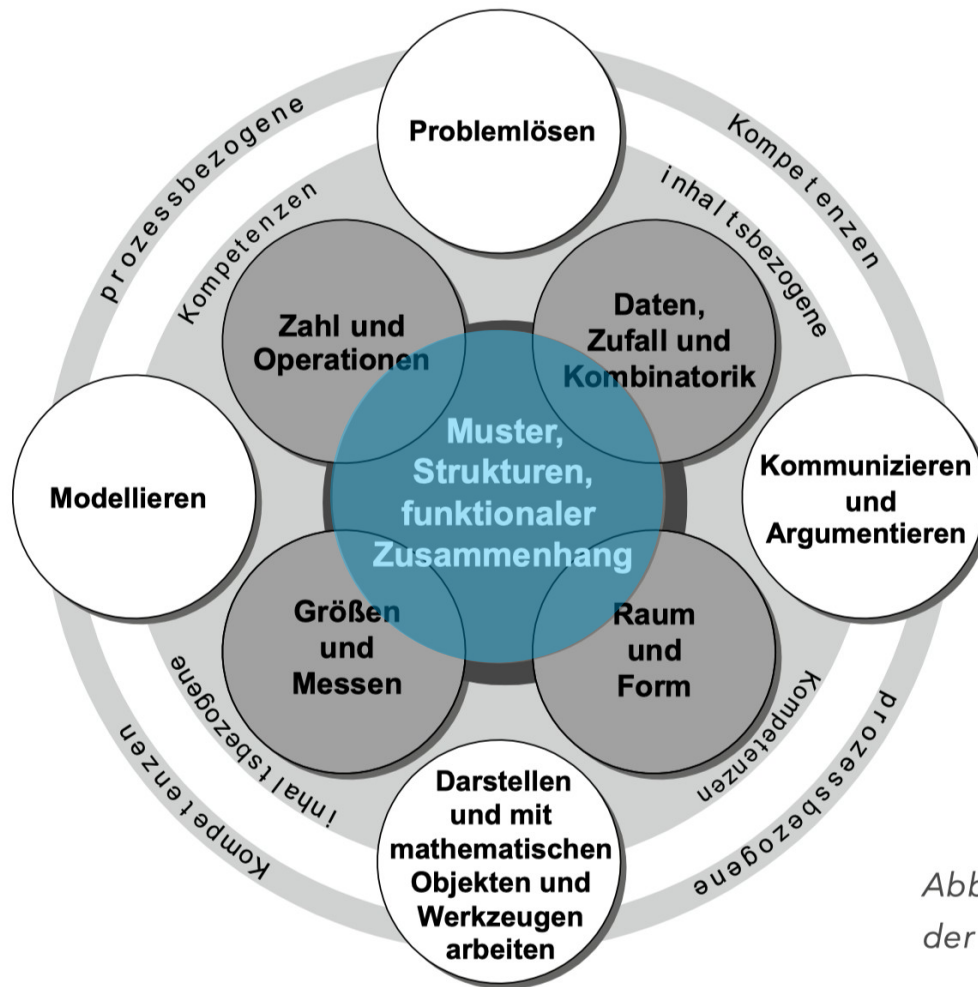 Problemlösen
prozessbezogene
Kompetenzen
Kompetenzen
inhaltsbezogene
Zahl und
Operationen
Daten,
Zufall und
Kombinatorik
Muster,
Strukturen,
funktionaler
Zusammenhang
Modellieren
Kommunizieren
und
Argumentieren
Größen
und
Messen
Raum
und
Form
inhaltsbezogene
Kompetenzen
Kompetenzen
prozessbezogene
Darstellen
und mit
mathematischen
Objekten und
Werkzeugen
arbeiten
Abb
der